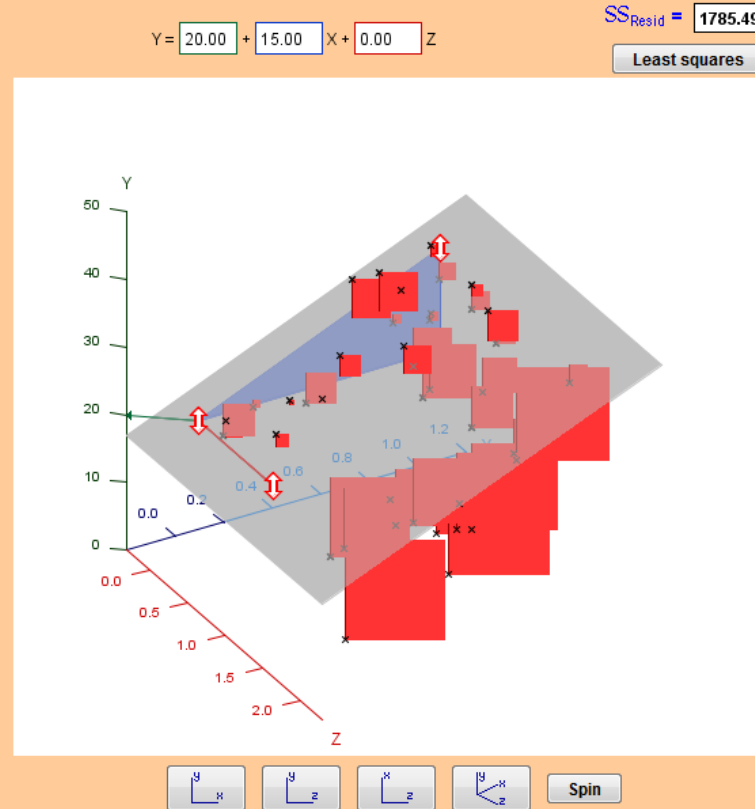 SS Resid = 1785.49
Y = 20.00 + 15.00 X + 0.00 Z
Least squares
Y
50
40
30
20
10
0
0.0
0.2
0.4
0.6
0.8
1.0
1.2
0.0
0.5
1.0
1.5
2.0
Z
y
x
y
z
x
z
y
x
z
Spin